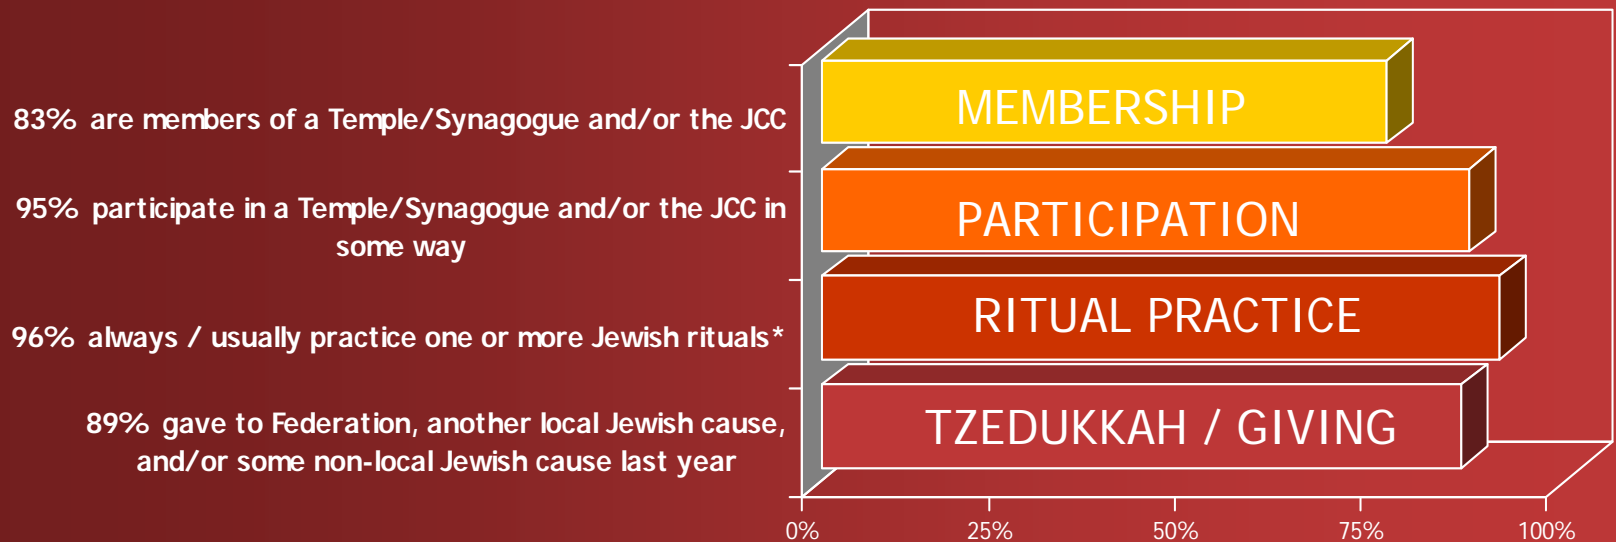 83% are members of a Temple/Synagogue and/or the JCC
MEMBERSHIP
95% participate in a Temple/Synagogue and/or the JCC in
some way
PARTICIPATION
96% always / usually practice one or more Jewish rituals*
RITUAL PRACTICE
89% gave to Federation, another local Jewish cause,
and/or some non-local Jewish cause last year
TZEDUKKAH / GIVING
0% 25% 50% 75% 100%